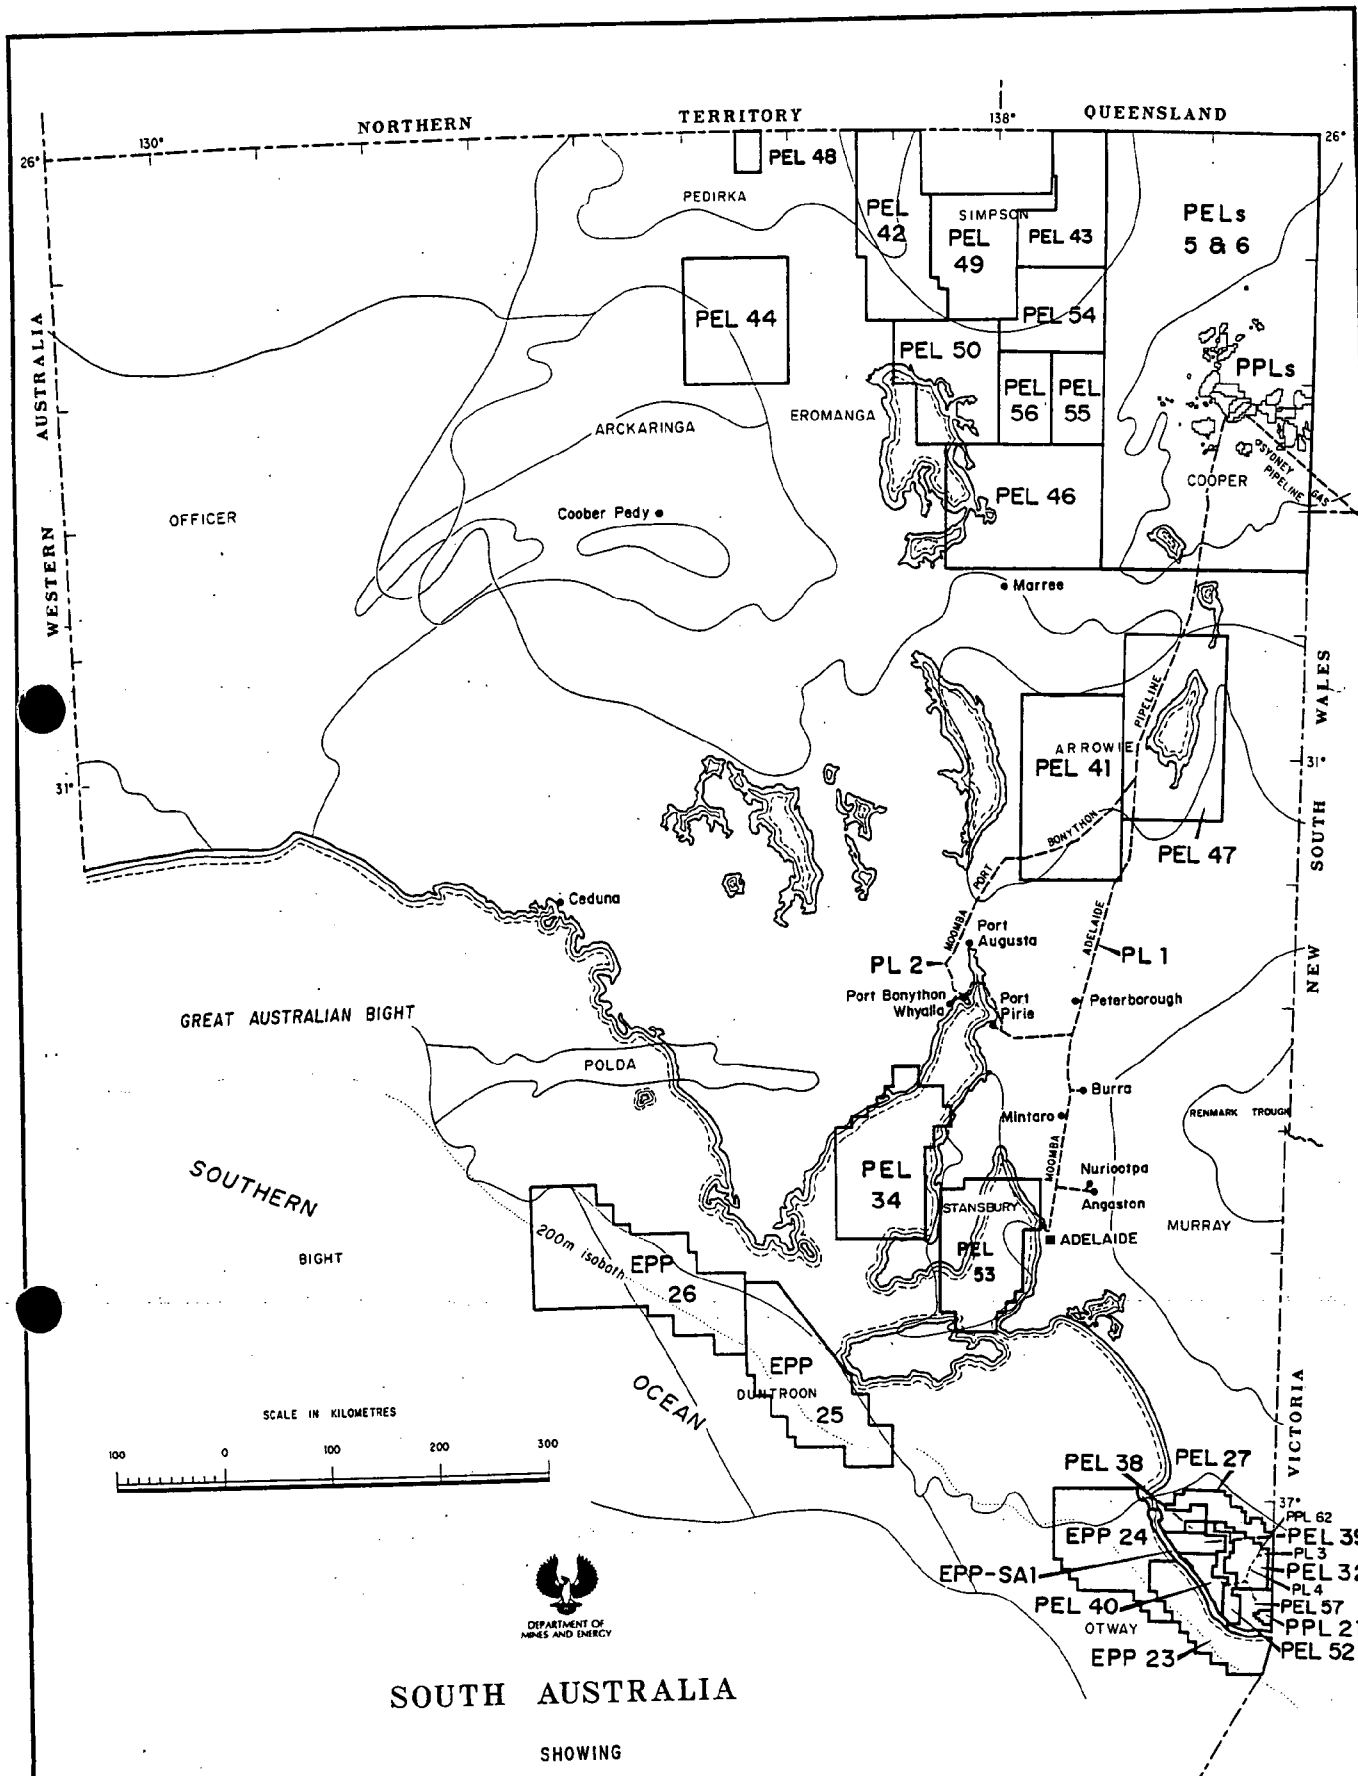 NORTHERN TERRITORY QUEENSLAND
26° 130° 138° 26°
PEL 48
PEDIRKA
PEL
42
SIMPSON
PEL
49
PEL 43
PELs
5 & 6
PEL 44
PEL 54
PEL 50
PPLs
PEL
56
PEL
55
EROMANGA
ARCKARINGA
SYDNEY GAS
PIPELINE
COOPER
PEL 46
OFFICER
Coober Pedy
WESTERN AUSTRALIA
Marree
NEW SOUTH WALES
PIPELINE
ARROWIE
PEL 41
31°
31°
BONYTHON
PEL 47
PORT
MOOMBA
Ceduna
Port
Augusta
ADELAIDE
PL 2
PL 1
Port Bonython
Whyalla
Port
Pirie
Peterborough
GREAT AUSTRALIAN BIGHT
POLDA
Burra
RENMARK TROUGH
Mintaro
MOOMBA
PEL
34
Nuriootpa
Angaston
STANSBURY
MURRAY
SOUTHERN
ADELAIDE
PEL
53
200m isobath
BIGHT
EPP
26
EPP
DUNTROON
25
OCEAN
VICTORIA
SCALE IN KILOMETRES
100 0 100 200 300
PEL 38
PEL 27
37°
PPL 62
EPP 24
PEL 39
PL 3
EPP-SA1
PEL 32
PL 4
PEL 40
PEL 57
OTWAY
PPL 21
EPP 23
PEL 52
DEPARTMENT OF
MINES AND ENERGY
SOUTH AUSTRALIA
SHOWING